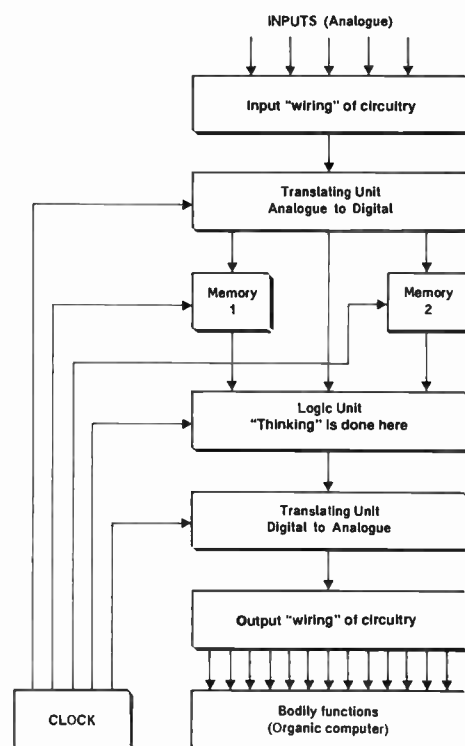 INPUTS (Analogue)
Input "wiring" of circuitry
Translating Unit
Analogue to Digital
Memory
1
Memory
2
Logic Unit
"Thinking" is done here
Translating Unit
Digital to Analogue
Output "wiring" of circuitry
CLOCK
Bodily functions
(Organic computer)